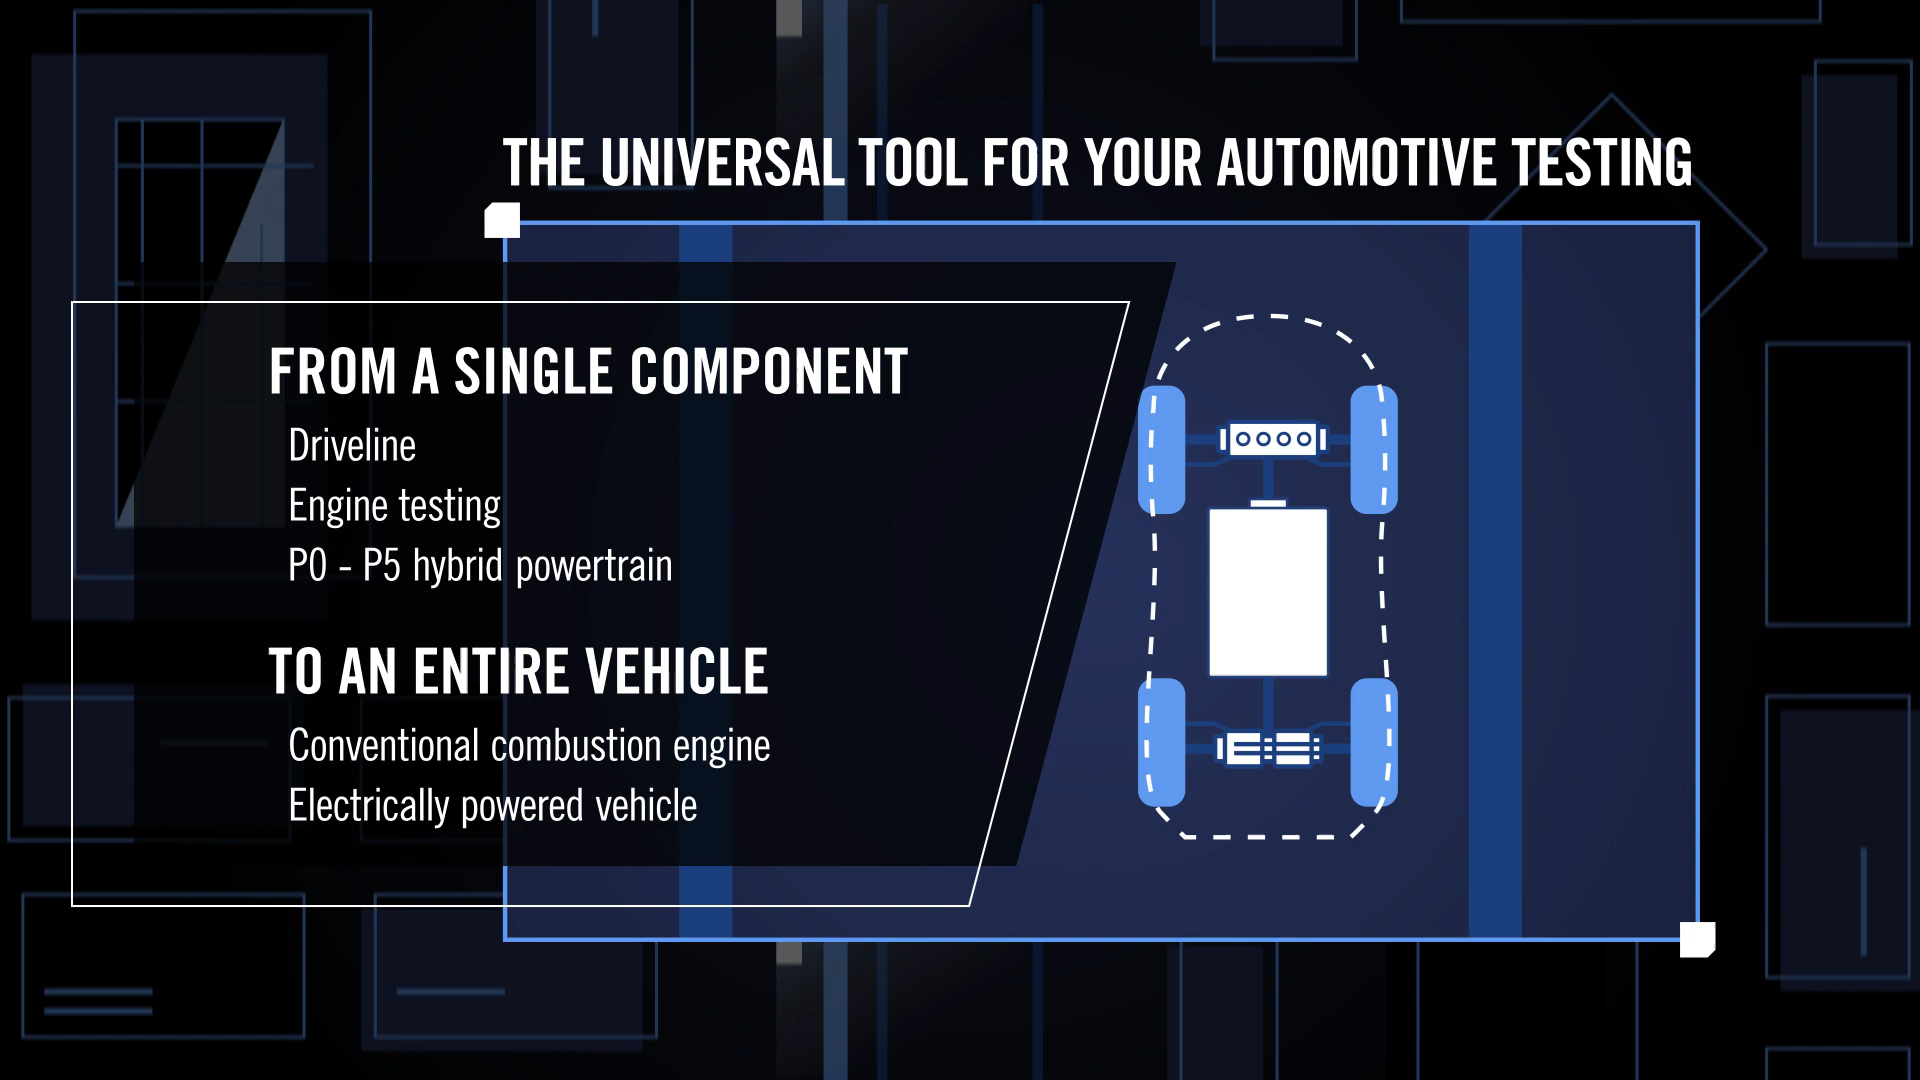 THE UNIVERSAL TOOL FOR YOUR AUTOMOTIVE TESTING
FROM A SINGLE COMPONENT
Driveline
Engine testing
P0 - P5 hybrid powertrain
TO AN ENTIRE VEHICLE
Conventional combustion engine
Electrically powered vehicle